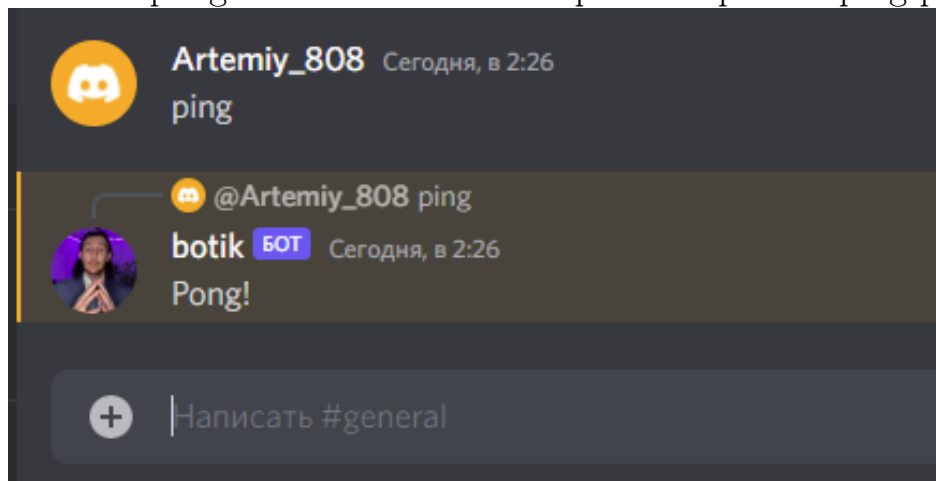 Artemiy_808 Сегодня, в 2:26
ping
@Artemiy_808 ping
botik БОТ Сегодня, в 2:26
Pong!
Написать #general